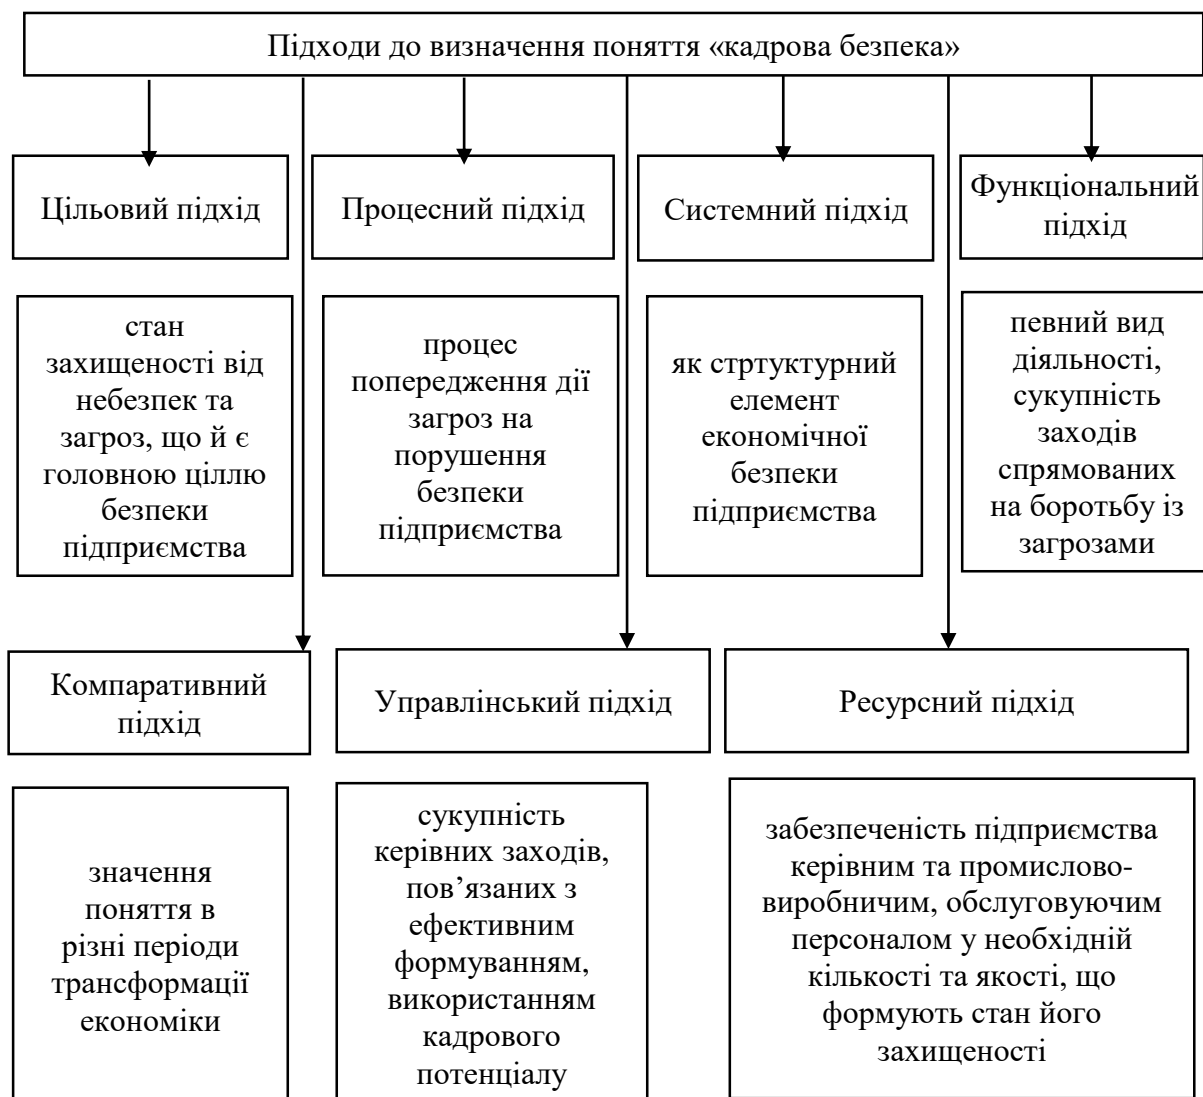 Підходи до визначення поняття «кадрова безпека»
Цільовий підхід
Процесний підхід
Системний підхід
Функціональний
підхід
стан
захищеності від
небезпек та
загроз, що й є
головною ціллю
безпеки
підприємства
процес
попередження дії
загроз на
порушення
безпеки
підприємства
як стртуктурний
елемент
економічної
безпеки
підприємства
певний вид
діяльності,
сукупність
заходів
спрямованих
на боротьбу із
загрозами
Компаративний
підхід
Управлінський підхід
Ресурсний підхід
значення
поняття в
різні періоди
трансформації
економіки
сукупність
керівних заходів,
пов’язаних з
ефективним
формуванням,
використанням
кадрового
потенціалу
забезпеченість підприємства
керівним та промислово-
виробничим, обслуговуючим
персоналом у необхідній
кількості та якості, що
формують стан його
захищеності